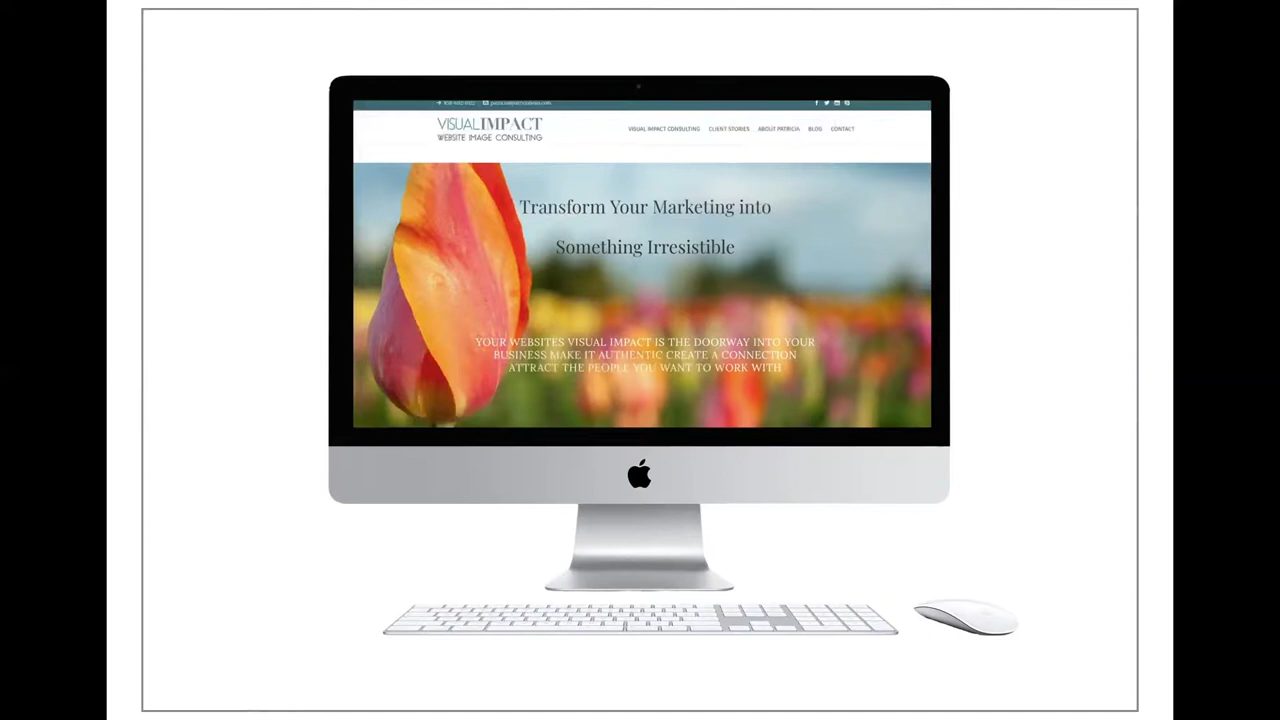 VISUALIMPACT
WEBSITE IMAGE CONSULTING
VISUAL IMPACT CONSULTING CLIENT STORIES ABOUT PATRICIA BLOG CONTACT
Transform Your Marketing into
Something Irresistible
YOUR WEBSITES VISUAL IMPACT IS THE DOORWAY INTO YOUR
BUSINESS MAKE IT AUTHENTIC CREATE A CONNECTION
ATTRACT THE PEOPLE YOU WANT TO WORK WITH